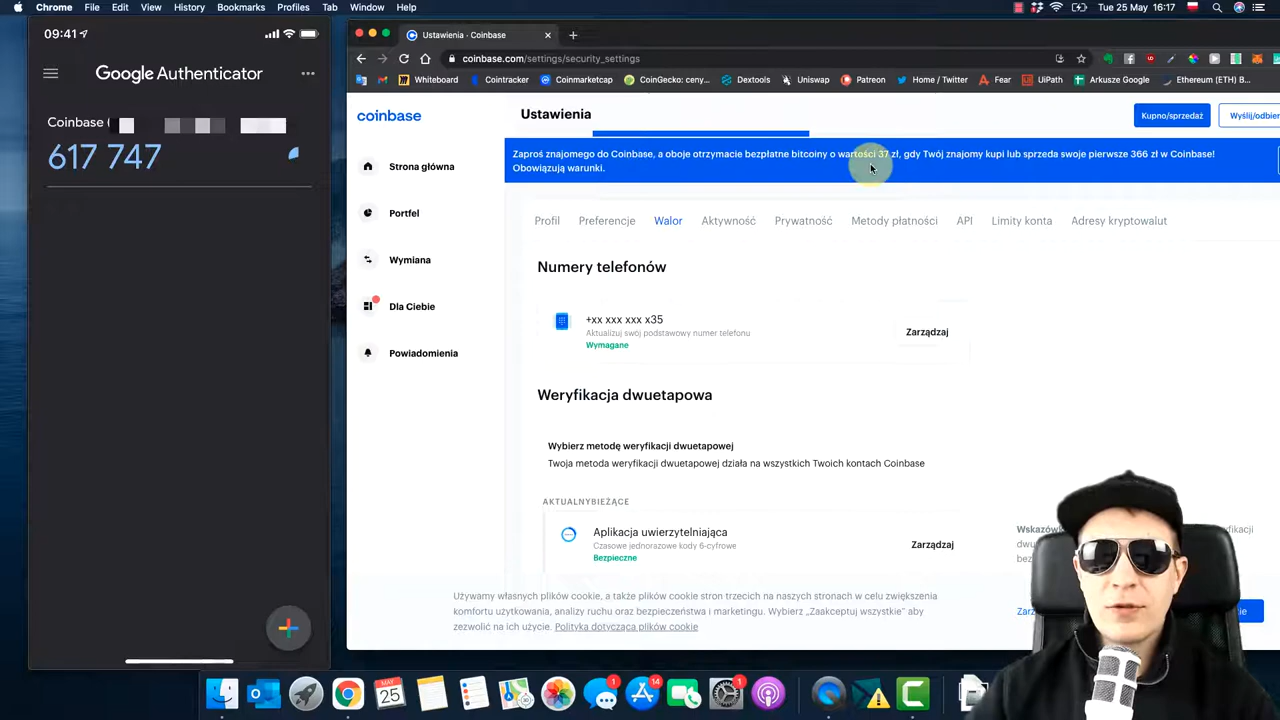 Chrome File Edit View History Bookmarks Profiles Tab Window Help
Tue 25 May 16:17
09:41
Google Authenticator
Coinbase (
617 747
Ustawienia - Coinbase
coinbase.com/settings/security_settings
Whiteboard Cointracker Coinmarketcap CoinGecko: ceny... Dextools Uniswap Patreon Home / Twitter Fear UiPath Arkusze Google Ethereum (ETH) B...
coinbase
Strona główna
Portfel
Wymiana
Dla Ciebie
Powiadomienia
Ustawienia
Kupno/sprzedaż
Wyślij/odbier
Zaproś znajomego do Coinbase, a oboje otrzymacie bezpłatne bitcoiny o wartości 37 zł, gdy Twój znajomy kupi lub sprzeda swoje pierwsze 366 zł w Coinbase!
Obowiązują warunki.
Profil Preferencje Walor Aktywność Prywatność Metody płatności API Limity konta Adresy kryptowalut
Numery telefonów
+xx xxx xxx x35
Aktualizuj swój podstawowy numer telefonu
Wymagane
Zarządzaj
Weryfikacja dwuetapowa
Wybierz metodę weryfikacji dwuetapowej
Twoja metoda weryfikacji dwuetapowej działa na wszystkich Twoich kontach Coinbase
AKTUALNYBIEŻĄCE
Aplikacja uwierzytelniająca
Czasowe jednorazowe kody 6-cyfrowe
Bezpieczne
Zarządzaj
Używamy własnych plików cookie, a także plików cookie stron trzecich na naszych stronach w celu zwiększenia
komfortu użytkowania, analizy ruchu oraz bezpieczeństwa i marketingu. Wybierz „Zaakceptuj wszystkie” aby
zezwolić na ich użycie. Polityka dotycząca plików cookie
MAY
25
1
14
1